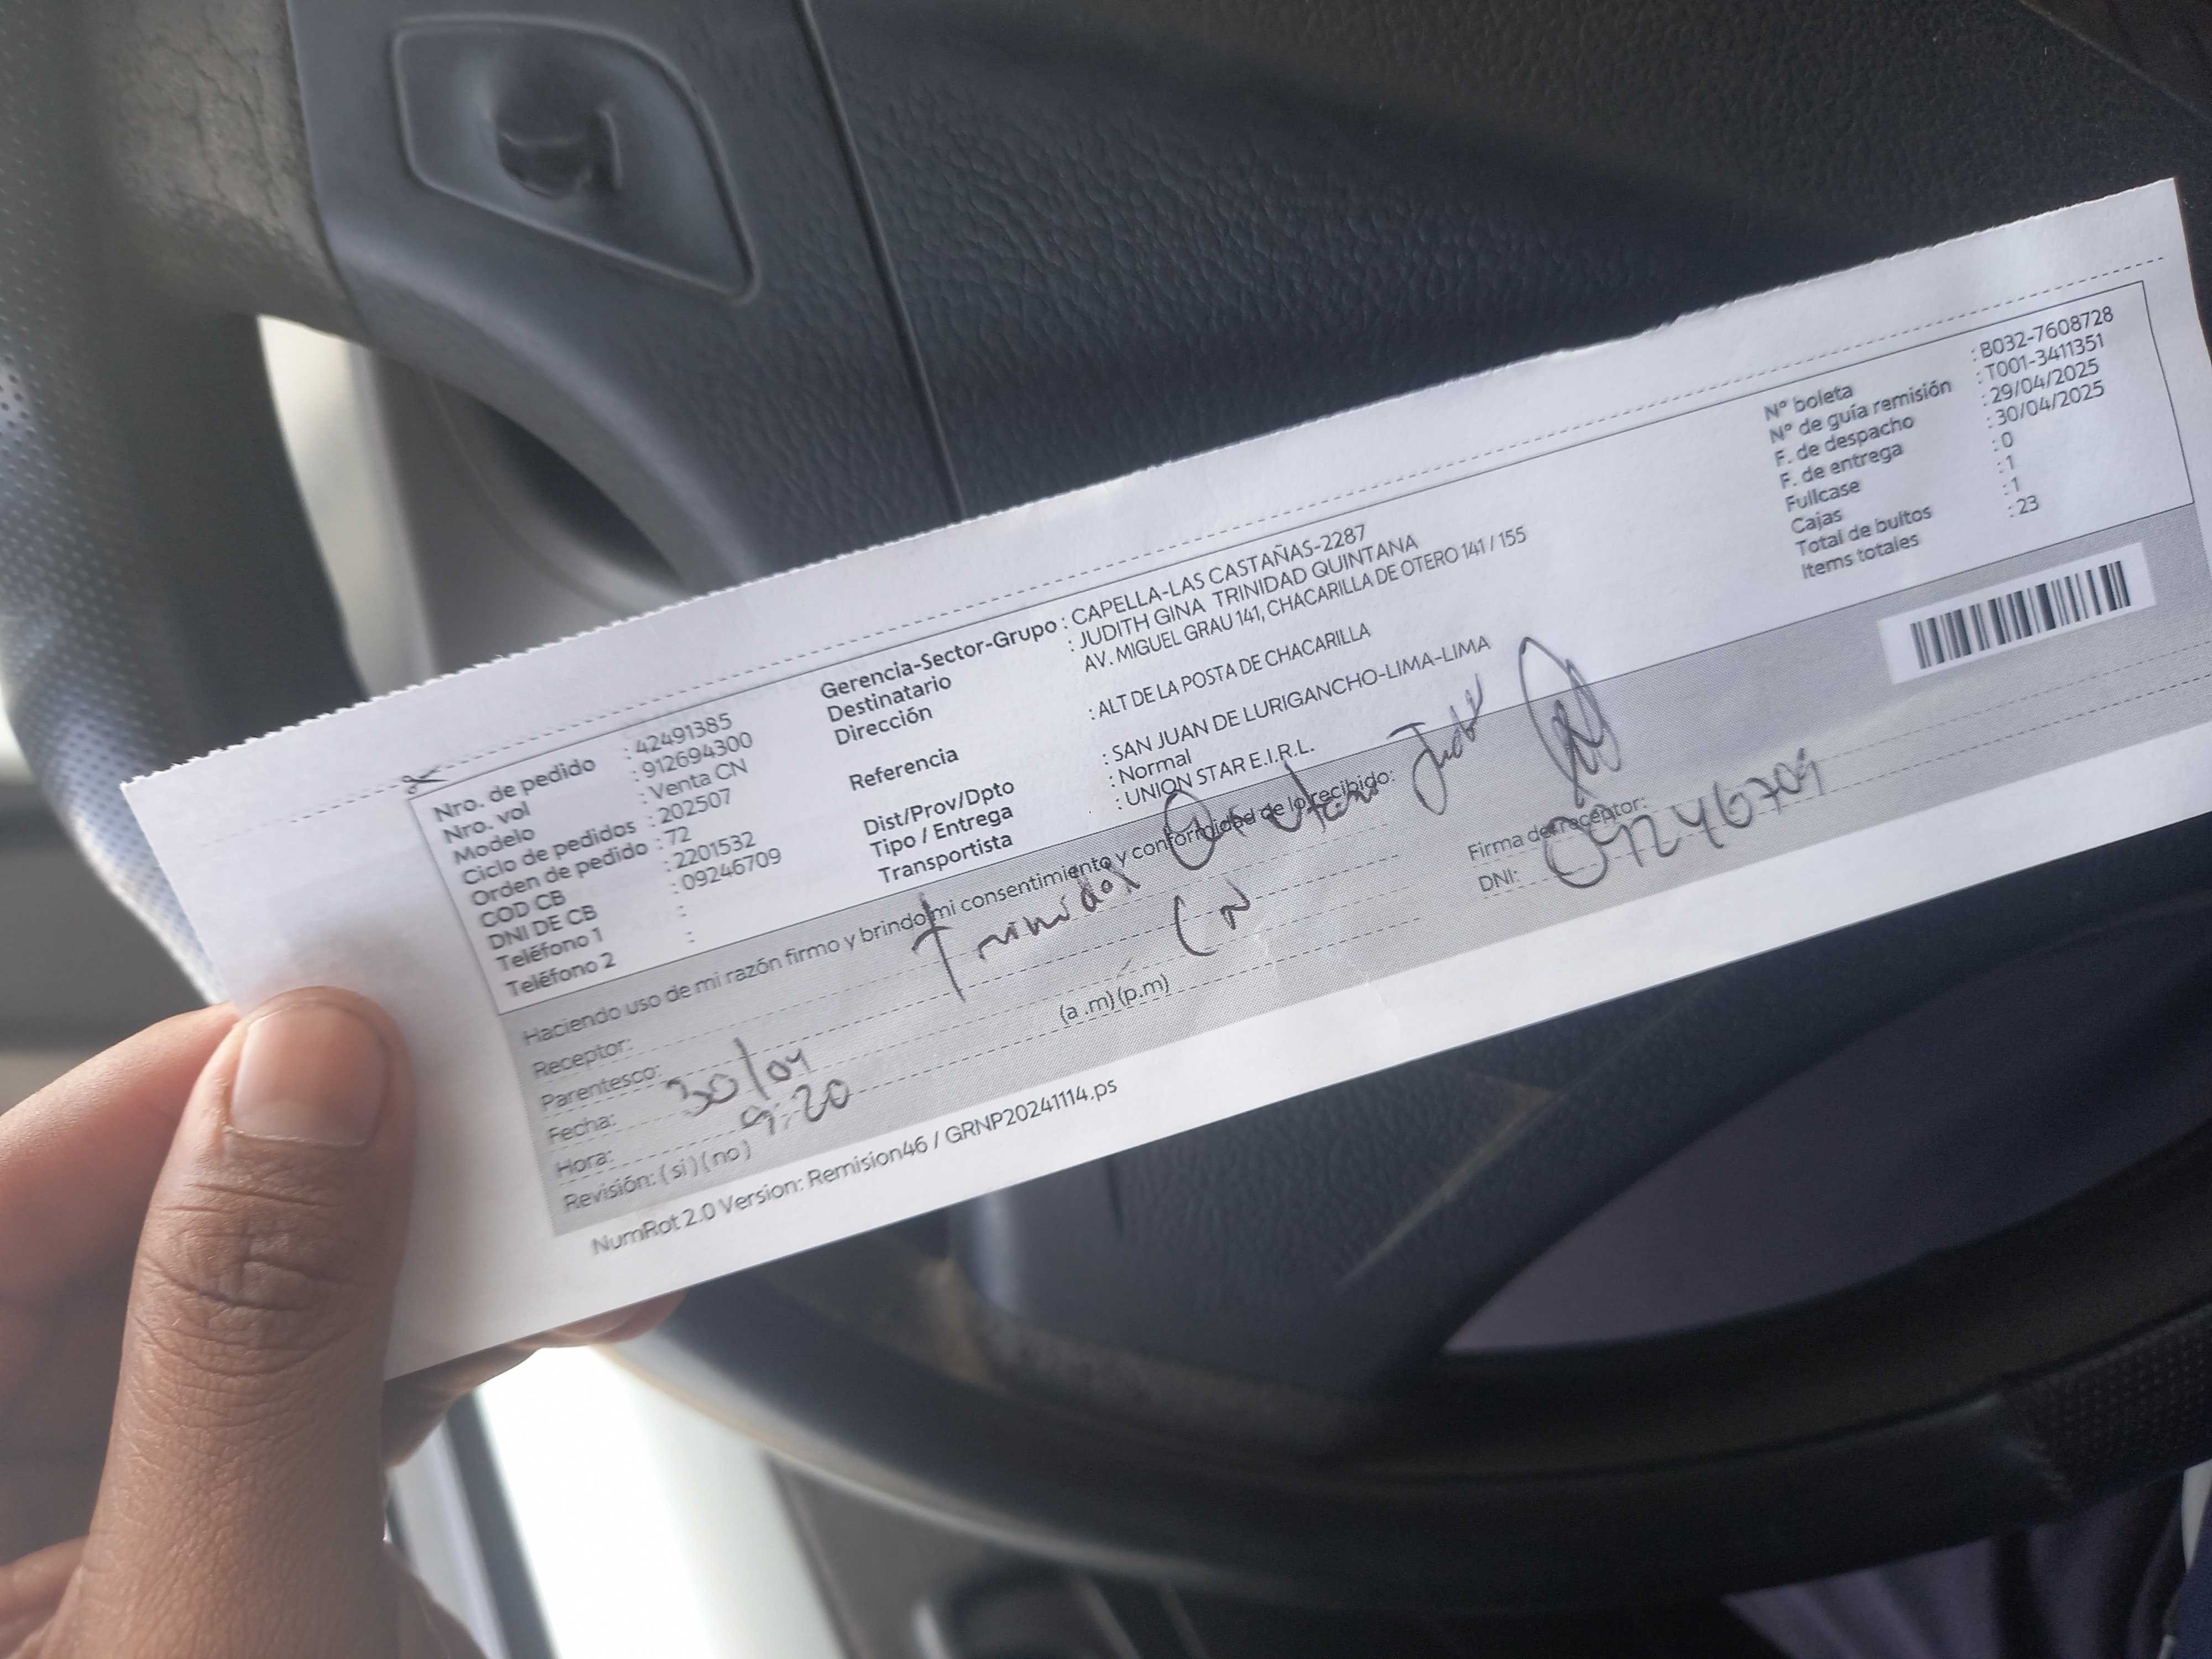 Nro. de pedido : 42491385
Nro. vol : 912694300
Modelo : Venta CN
Ciclo de pedidos : 202507
Orden de pedido : 72
COD CB : 2201532
DNI DE CB : 09246709
Teléfono 1 :
Teléfono 2 :
Gerencia-Sector-Grupo : CAPELLA-LAS CASTAÑAS-2287
Destinatario : JUDITH GINA TRINIDAD QUINTANA
Dirección AV. MIGUEL GRAU 141, CHACARILLA DE OTERO 141 / 155
Referencia : ALT DE LA POSTA DE CHACARILLA
Dist/Prov/Dpto : SAN JUAN DE LURIGANCHO-LIMA-LIMA
Tipo / Entrega : Normal
Transportista : UNION STAR E.I.R.L.
N° boleta : B032-7608728
N° de guía remisión : T001-3411351
F. de despacho : 29/04/2025
F. de entrega : 30/04/2025
Fullcase : 0
Cajas : 1
Total de bultos : 1
Items totales : 23
Haciendo uso de mi razón firmo y brindo mi consentimiento y conformidad de lo recibido:
Receptor:
Parentesco:
Fecha: 30/04
Hora: 9:20 (a .m) (p.m)
Revisión: (si) (no)
Firma del receptor:
DNI: 09246709
NumRot 2.0 Version: Remision46 / GRNP20241114.ps